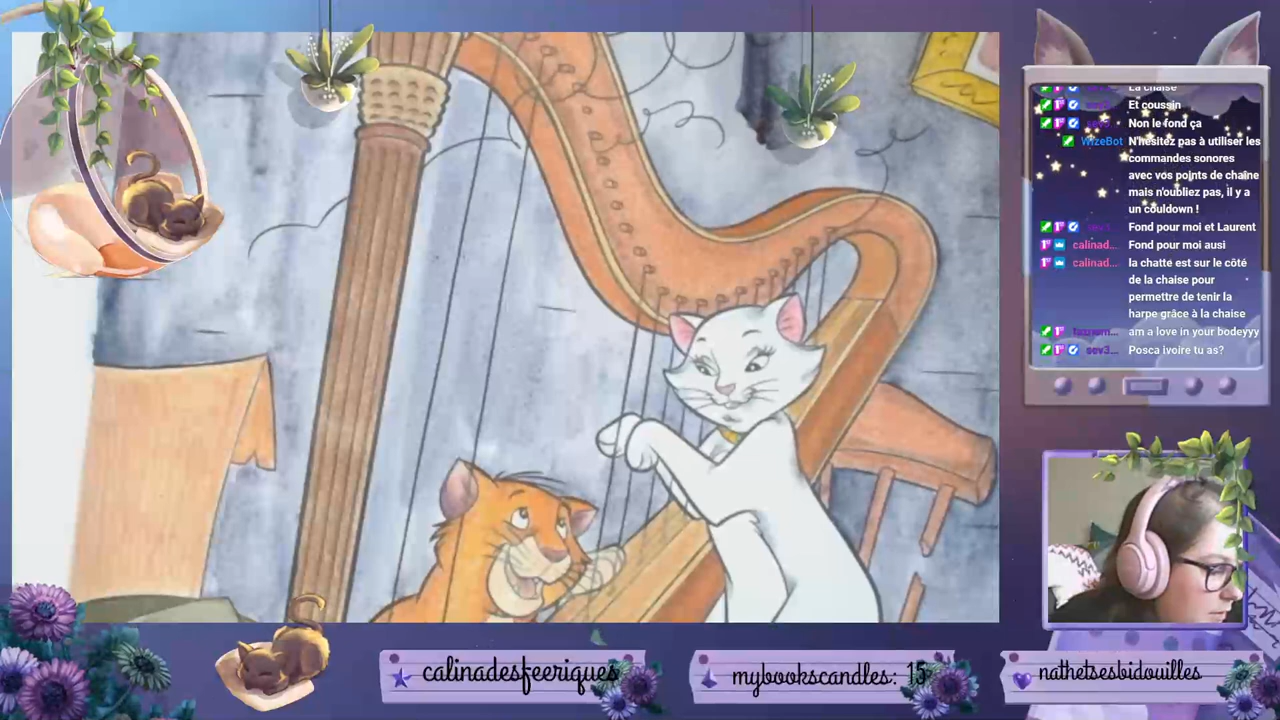 La chaise
Et coussin
Non le fond ça
WizeBot N'hésitez pas à utiliser les
commandes sonores
avec vos points de chaîne
mais n'oubliez pas, il y a
un couldown !
Fond pour moi et Laurent
calinad... Fond pour moi ausi
calinad... la chatte est sur le côté
de la chaise pour
permettre de tenir la
harpe grâce à la chaise
am a love in your bodeyyy
sev3... Posca ivoire tu as?
calinadesfeeriques
mybookscandles: 15
nathetsesbidouilles